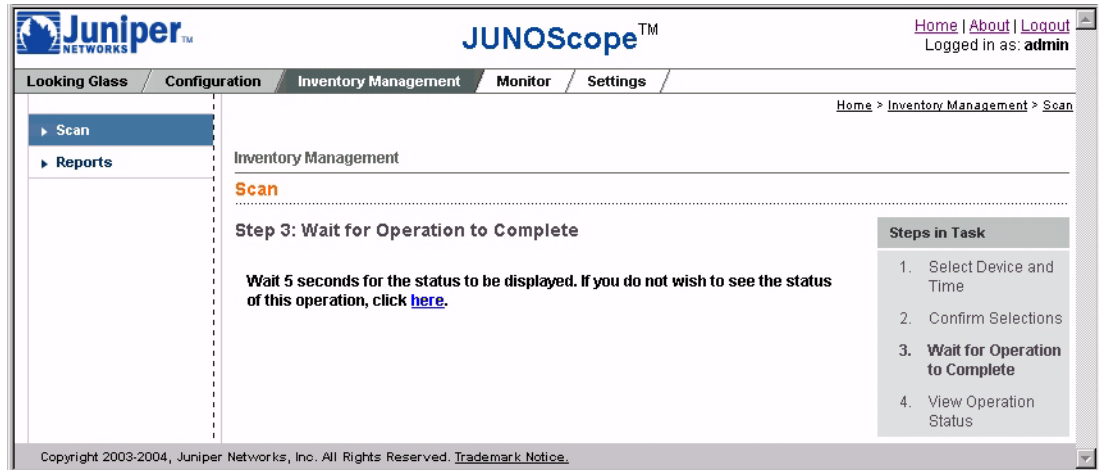 Juniper™
NETWORKS
JUNOScope™
Home | About | Logout
Logged in as: admin
Looking Glass / Configuration / Inventory Management / Monitor / Settings /
Home > Inventory Management > Scan
Scan
Reports
Inventory Management
Scan
Step 3: Wait for Operation to Complete
Wait 5 seconds for the status to be displayed. If you do not wish to see the status
of this operation, click here.
Steps in Task
1. Select Device and
Time
2. Confirm Selections
3. Wait for Operation
to Complete
4. View Operation
Status
Copyright 2003-2004, Juniper Networks, Inc. All Rights Reserved. Trademark Notice.